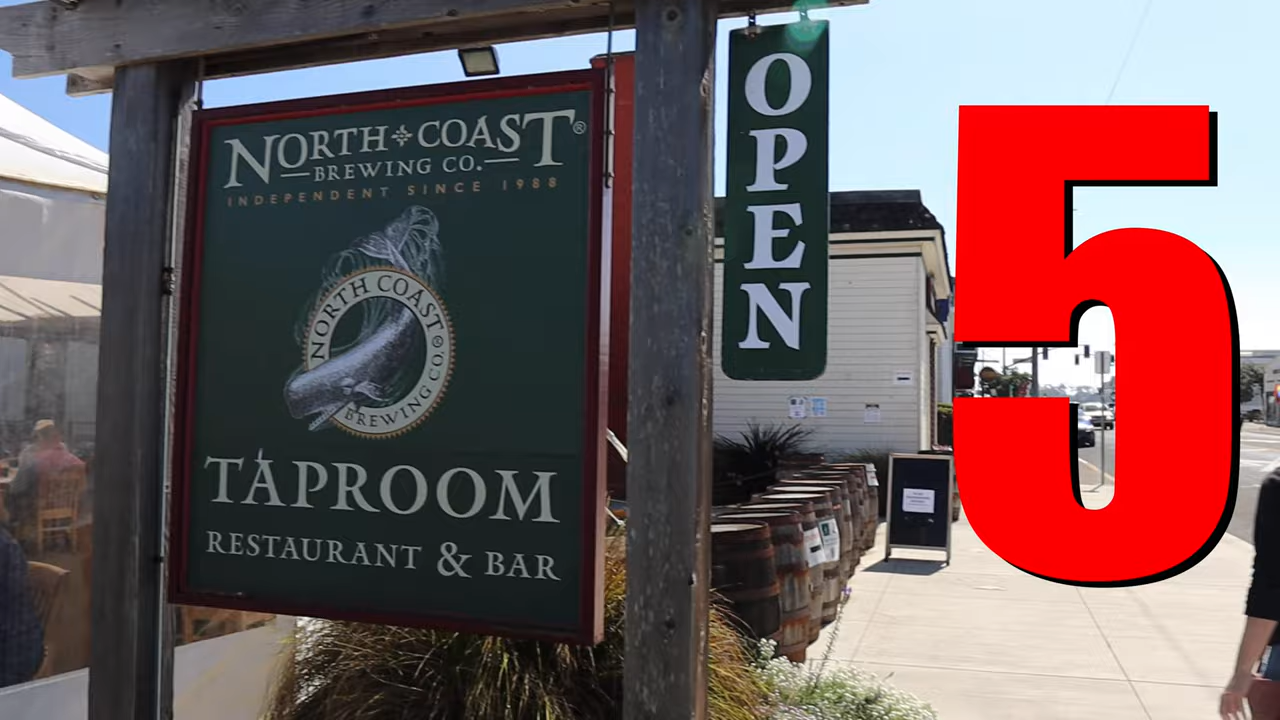 NORTH COAST®
BREWING CO.
INDEPENDENT SINCE 1988
NORTH COAST®
BREWING CO.
TAPROOM
RESTAURANT & BAR
OPEN
5